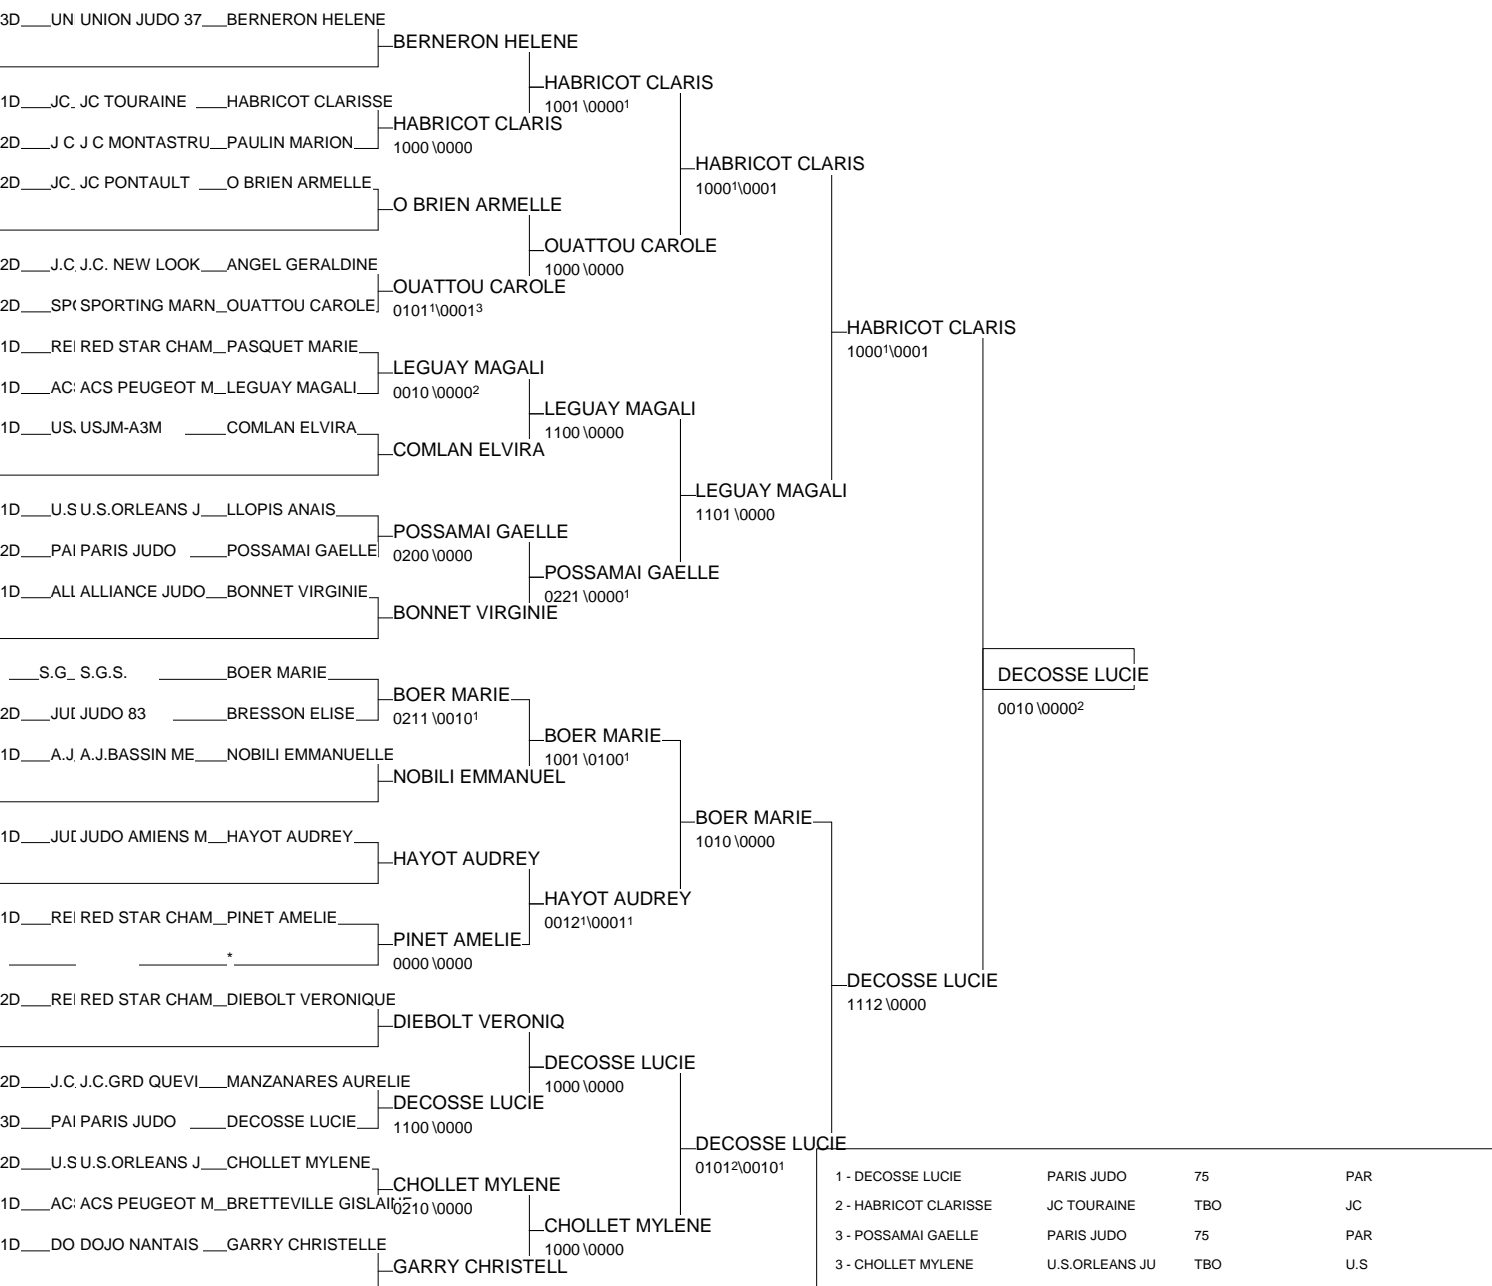 3D UN UNION JUDO 37 BERNERON HELENE
BERNERON HELENE
HABRICOT CLARIS
1D JC JC TOURAINE HABRICOT CLARISSE
1001 \0000¹
HABRICOT CLARIS
2D J C J C MONTASTRU PAULIN MARION
1000 \0000
HABRICOT CLARIS
2D JC JC PONTAULT O BRIEN ARMELLE
1000¹\0001
O BRIEN ARMELLE
OUATTOU CAROLE
2D J.C J.C. NEW LOOK ANGEL GERALDINE
1000 \0000
OUATTOU CAROLE
2D SP( SPORTING MARN OUATTOU CAROLE
0101¹\0001³
HABRICOT CLARIS
1D RE RED STAR CHAM PASQUET MARIE
1000¹\0001
LEGUAY MAGALI
1D AC ACS PEUGEOT M LEGUAY MAGALI
0010 \0000²
LEGUAY MAGALI
1D US. USJM-A3M COMLAN ELVIRA
1100 \0000
COMLAN ELVIRA
LEGUAY MAGALI
1D U.S U.S.ORLEANS J LLOPIS ANAIS
1101 \0000
POSSAMAI GAELLE
2D PA PARIS JUDO POSSAMAI GAELLE
0200 \0000
POSSAMAI GAELLE
1D ALL ALLIANCE JUDO BONNET VIRGINIE
0221 \0000¹
BONNET VIRGINIE
S.G S.G.S. BOER MARIE
DECOSSE LUCIE
BOER MARIE
0010 \0000²
2D JU JUDO 83 BRESSON ELISE
0211 \0010¹
BOER MARIE
1D A.J A.J.BASSIN ME NOBILI EMMANUELLE
1001 \0100¹
NOBILI EMMANUEL
BOER MARIE
1D JU JUDO AMIENS M HAYOT AUDREY
1010 \0000
HAYOT AUDREY
HAYOT AUDREY
1D RE RED STAR CHAM PINET AMELIE
0012¹\0001¹
PINET AMELIE
*
0000 \0000
DECOSSE LUCIE
2D RE RED STAR CHAM DIEBOLT VERONIQUE
1112 \0000
DIEBOLT VERONIQ
DECOSSE LUCIE
2D J.C J.C.GRD QUEVI MANZANARES AURELIE
1000 \0000
DECOSSE LUCIE
3D PA PARIS JUDO DECOSSE LUCIE
1100 \0000
DECOSSE LUCIE
2D U.S U.S.ORLEANS J CHOLLET MYLENE
0101²\0010¹
CHOLLET MYLENE
1D AC ACS PEUGEOT M BRETTEVILLE GISLAINE
0210 \0000
CHOLLET MYLENE
1D DO DOJO NANTAIS GARRY CHRISTELLE
1000 \0000
GARRY CHRISTELL
1 - DECOSSE LUCIE PARIS JUDO 75 PAR
2 - HABRICOT CLARISSE JC TOURAINE TBO JC
3 - POSSAMAI GAELLE PARIS JUDO 75 PAR
3 - CHOLLET MYLENE U.S.ORLEANS JU TBO U.S